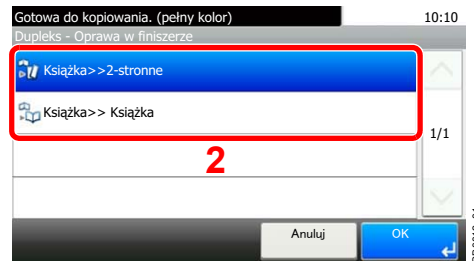 Gotowa do kopiowania. (pełny kolor) 10:10
Dupleks - Oprawa w finiszerze
Książka>>2-stronne
Książka>> Książka
1/1
2
Anuluj OK